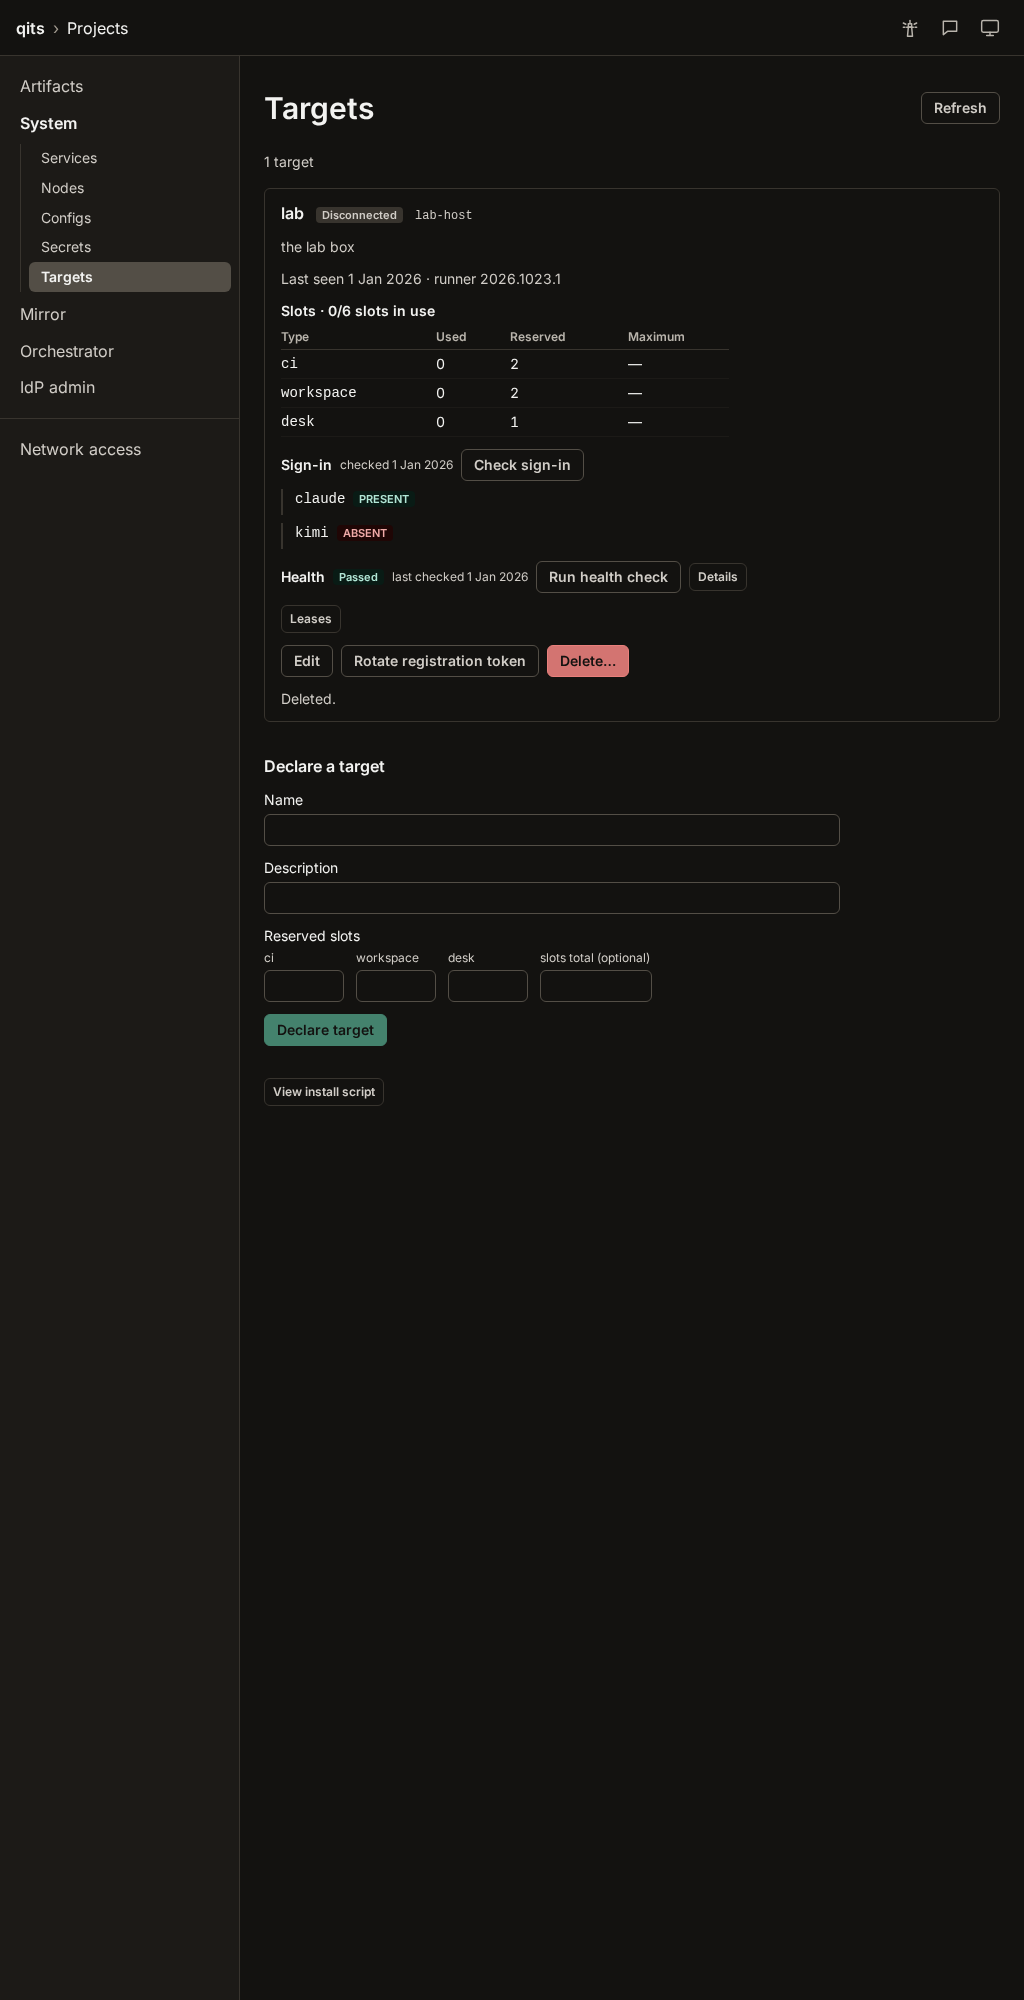 qits › Projects
Artifacts
System
Services
Nodes
Configs
Secrets
Targets
Mirror
Orchestrator
IdP admin
Network access
Targets
Refresh
1 target
lab Disconnected lab-host
the lab box
Last seen 1 Jan 2026 · runner 2026.1023.1
Slots · 0/6 slots in use
Type Used Reserved Maximum
ci 0 2 —
workspace 0 2 —
desk 0 1 —
Sign-in checked 1 Jan 2026 Check sign-in
claude PRESENT
kimi ABSENT
Health Passed last checked 1 Jan 2026 Run health check Details
Leases
Edit Rotate registration token Delete...
Deleted.
Declare a target
Name
Description
Reserved slots
ci workspace desk slots total (optional)
Declare target
View install script